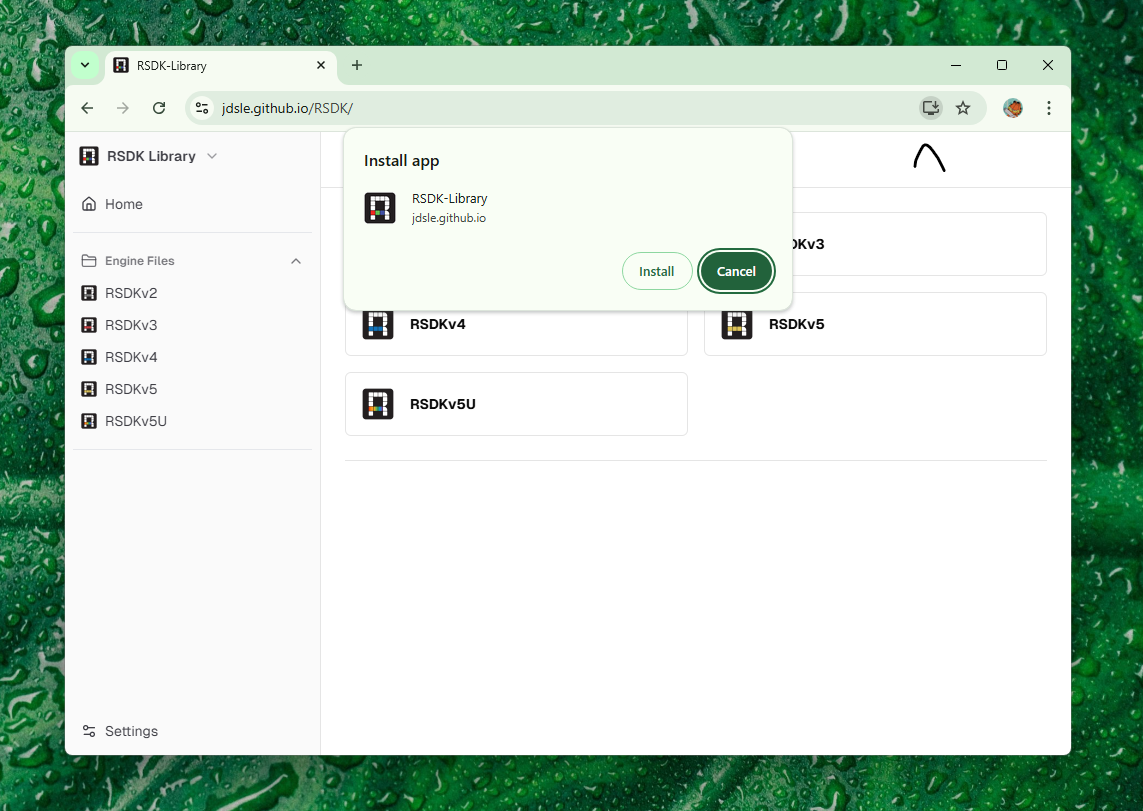 RSDK-Library
jdsle.github.io/RSDK/
RSDK Library
Home
Engine Files
RSDKv2
RSDKv3
RSDKv4
RSDKv5
RSDKv5U
Settings
Install app
RSDK-Library
jdsle.github.io
Install
Cancel
DKv3
RSDKv4
RSDKv5
RSDKv5U